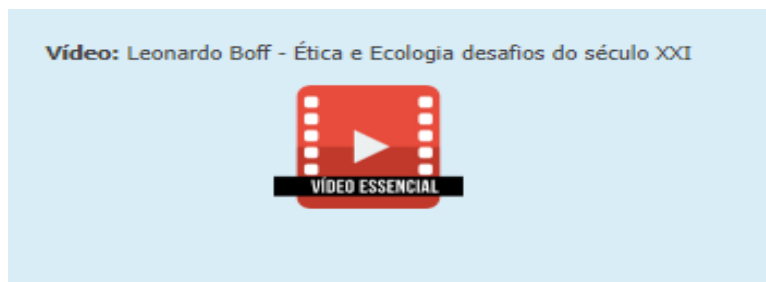 Vídeo: Leonardo Boff - Ética e Ecologia desafios do século XXI
VÍDEO ESSENCIAL